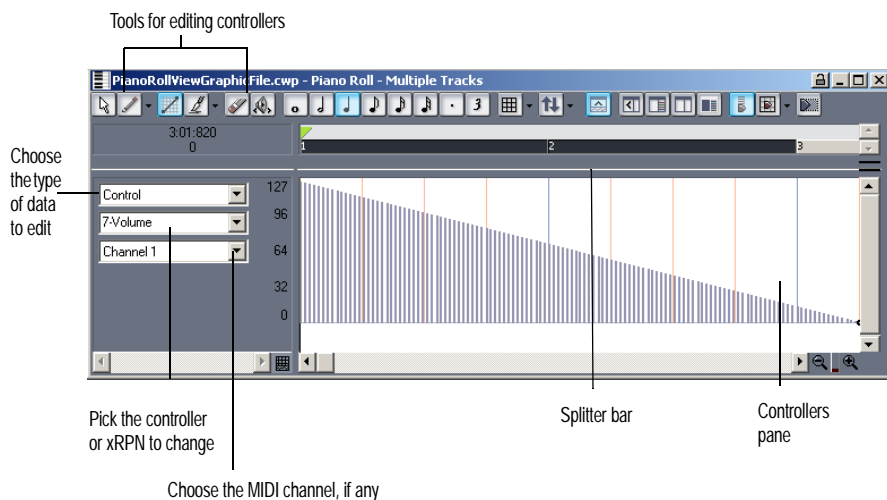 Tools for editing controllers
PianoRollViewGraphicFile.cwp - Piano Roll - Multiple Tracks
3
3:01:820
0
1
2
3
Choose
the type
of data
to edit
Control
7-Volume
Channel 1
127
96
64
32
0
Pick the controller
or xRPN to change
Splitter bar
Controllers
pane
Choose the MIDI channel, if any